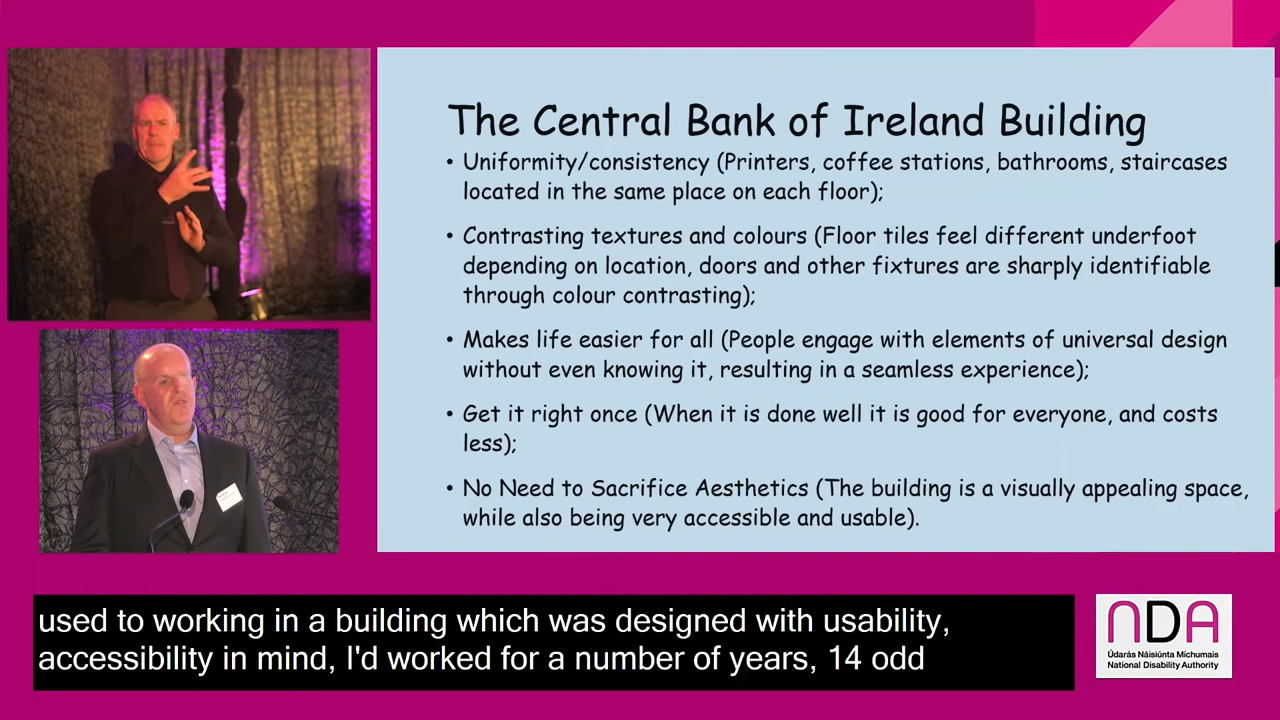 The Central Bank of Ireland Building
• Uniformity/consistency (Printers, coffee stations, bathrooms, staircases
located in the same place on each floor);
• Contrasting textures and colours (Floor tiles feel different underfoot
depending on location, doors and other fixtures are sharply identifiable
through colour contrasting);
• Makes life easier for all (People engage with elements of universal design
without even knowing it, resulting in a seamless experience);
• Get it right once (When it is done well it is good for everyone, and costs
less);
• No Need to Sacrifice Aesthetics (The building is a visually appealing space,
while also being very accessible and usable).
used to working in a building which was designed with usability,
accessibility in mind, I'd worked for a number of years, 14 odd
NDA
Údarás Náisiúnta Míchumais
National Disability Authority